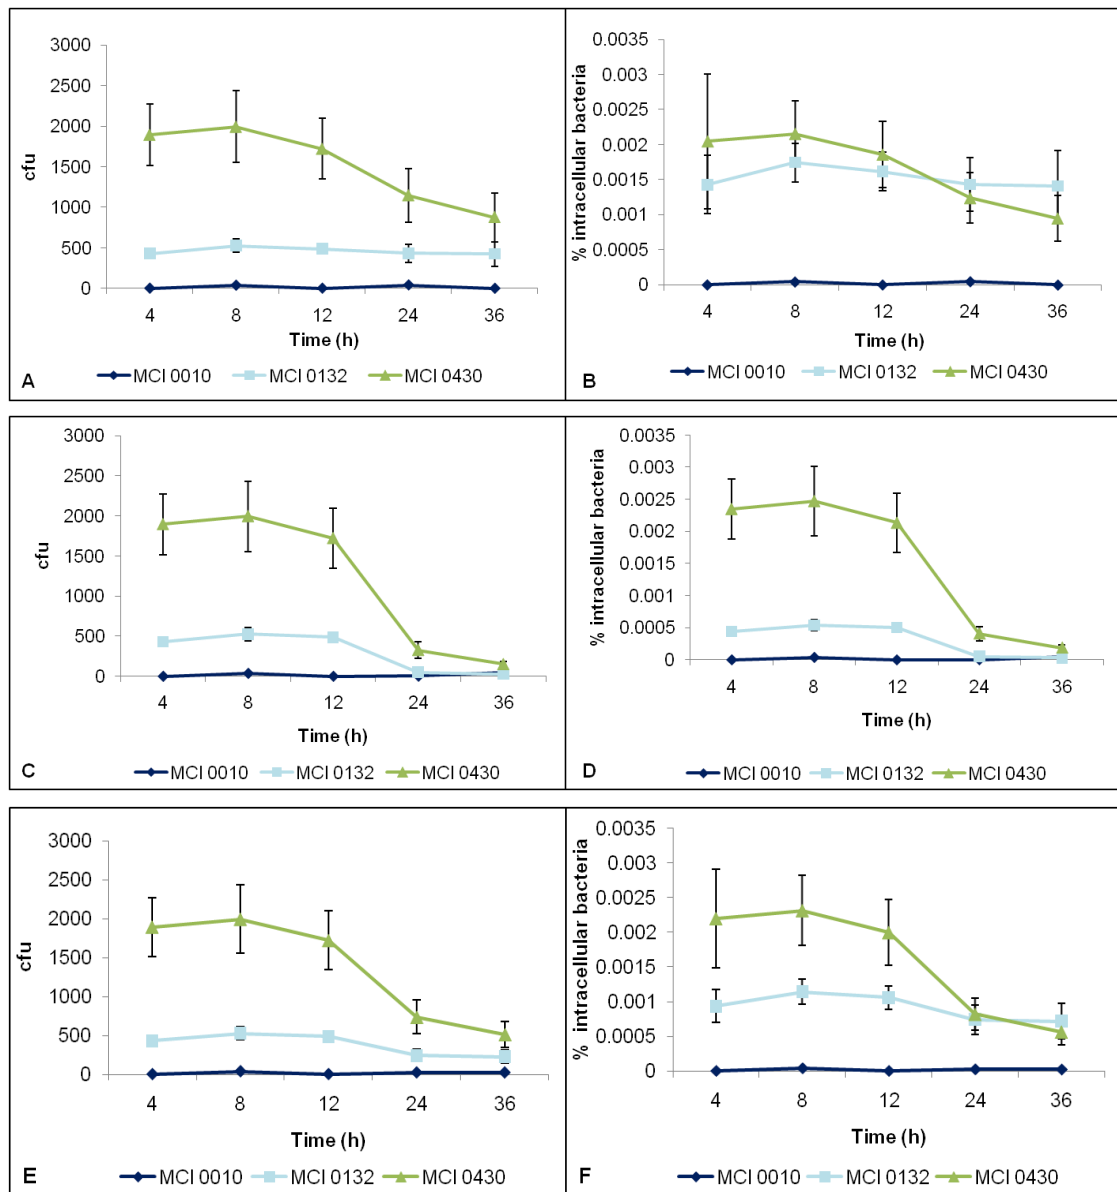 3000
2500
2000
1500
1000
500
0
cfu
4 8 12 24 36
Time (h)
A
MCI 0010 MCI 0132 MCI 0430
0.0035
0.003
0.0025
0.002
0.0015
0.001
0.0005
0
% intracellular bacteria
4 8 12 24 36
Time (h)
B
MCI 0010 MCI 0132 MCI 0430
3000
2500
2000
1500
1000
500
0
cfu
4 8 12 24 36
Time (h)
C
MCI 0010 MCI 0132 MCI 0430
0.0035
0.003
0.0025
0.002
0.0015
0.001
0.0005
0
% intracellular bacteria
4 8 12 24 36
Time (h)
D
MCI 0010 MCI 0132 MCI 0430
3000
2500
2000
1500
1000
500
0
cfu
4 8 12 24 36
Time (h)
E
MCI 0010 MCI 0132 MCI 0430
0.0035
0.003
0.0025
0.002
0.0015
0.001
0.0005
0
% intracellular bacteria
4 8 12 24 36
Time (h)
F
MCI 0010 MCI 0132 MCI 0430